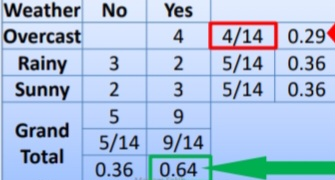 Weather No Yes
Overcast 4 4/14 0.29
Rainy 3 2 5/14 0.36
Sunny 2 3 5/14 0.36
Grand Total 5 9
5/14 9/14
0.36 0.64